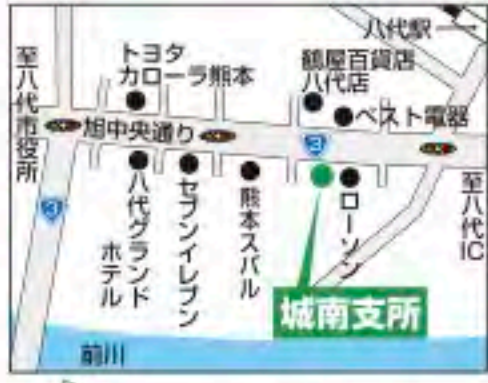 八代駅
至八代市役所
トヨタ
カローラ熊本
鶴屋百貨店
八代店
ベスト電器
旭中央通り
3
3
八代グランド
ホテル
セブンイレブン
熊本スバル
ローソン
至八代IC
城南支所
前川